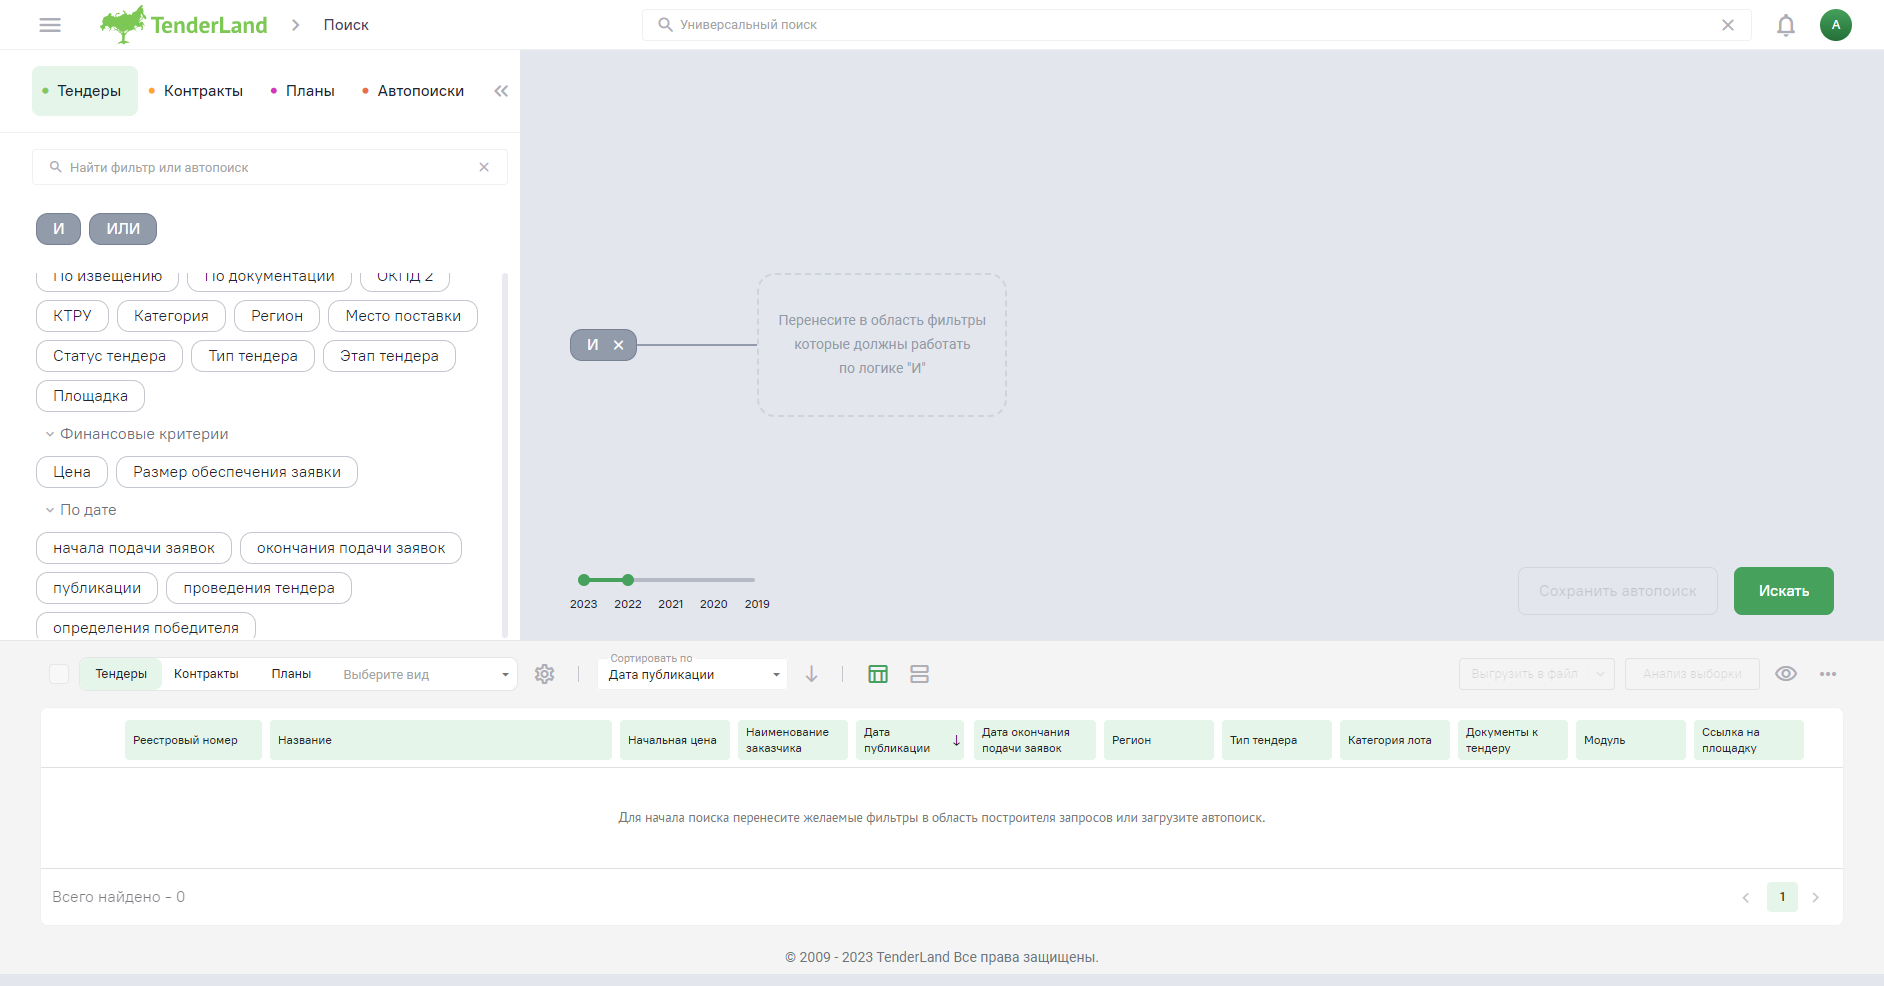 TenderLand
Поиск
Универсальный поиск
А
Тендеры
Контракты
Планы
Автопоиски
Найти фильтр или автопоиск
И
ИЛИ
По извещению
По документации
ОКПД 2
КТРУ
Категория
Регион
Место поставки
Статус тендера
Тип тендера
Этап тендера
Площадка
Финансовые критерии
Цена
Размер обеспечения заявки
По дате
начала подачи заявок
окончания подачи заявок
публикации
проведения тендера
определения победителя
И
Перенесите в область фильтры
которые должны работать
по логике "И"
2023
2022
2021
2020
2019
Сохранить автопоиск
Искать
Тендеры
Контракты
Планы
Выберите вид
Сортировать по
Дата публикации
Выгрузить в файл
Анализ выборки
Реестровый номер
Название
Начальная цена
Наименование
заказчика
Дата
публикации
Дата окончания
подачи заявок
Регион
Тип тендера
Категория лота
Документы к
тендеру
Модуль
Ссылка на
площадку
Для начала поиска перенесите желаемые фильтры в область построителя запросов или загрузите автопоиск.
Всего найдено - 0
1
© 2009 - 2023 TenderLand Все права защищены.